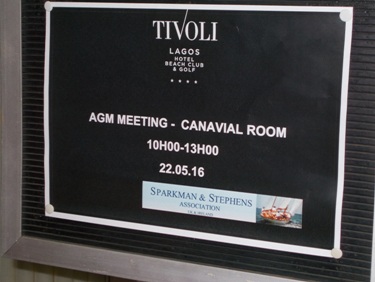 TIVOLI
LAGOS
HOTEL
BEACH CLUB
& GOLF
AGM MEETING - CANAVIAL ROOM
10H00-13H00
22.05.16
SPARKMAN & STEPHENS
ASSOCIATION